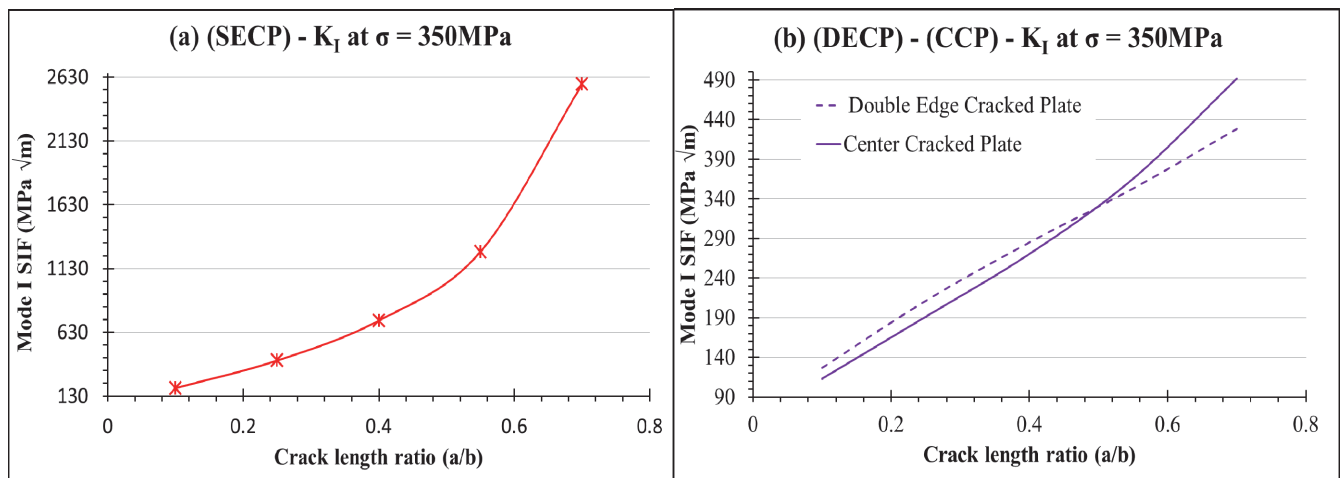 (a) (SECP) - K_I at σ = 350MPa
Mode I SIF (MPa √m)
2630
2130
1630
1130
630
130
0 0.2 0.4 0.6 0.8
Crack length ratio (a/b)
(b) (DECP) - (CCP) - K_I at σ = 350MPa
Mode I SIF (MPa √m)
490
440
390
340
290
240
190
140
90
Double Edge Cracked Plate
Center Cracked Plate
0 0.2 0.4 0.6 0.8
Crack length ratio (a/b)